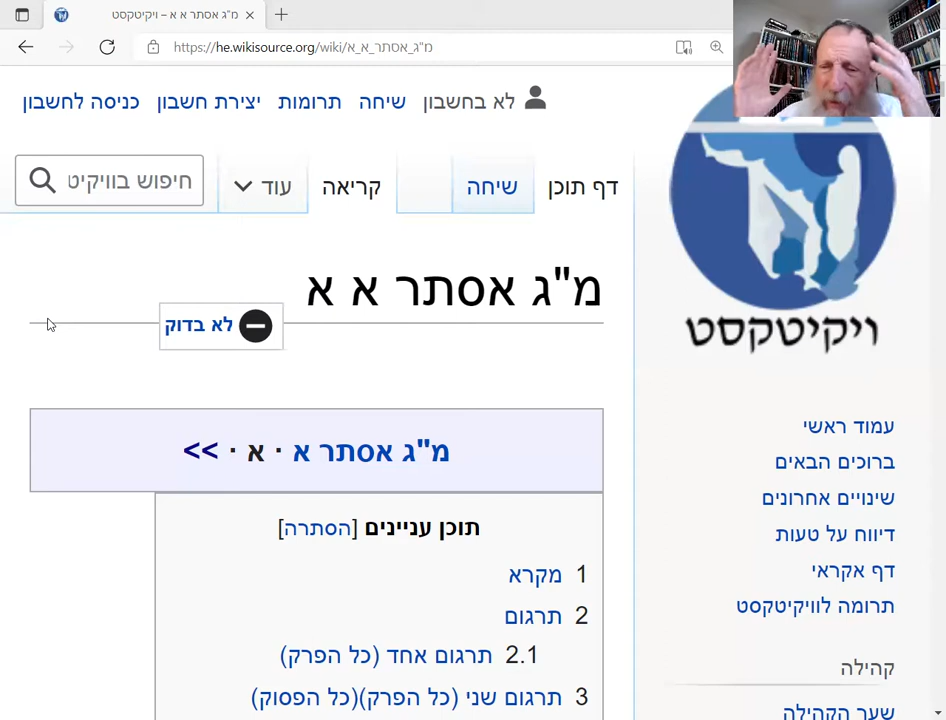 מ"ג אסתר א א – ויקיטקסט
https://he.wikisource.org/wiki/מ"ג_אסתר_א_א
לא בחשבון שיחה תרומות יצירת חשבון כניסה לחשבון
דף תוכן שיחה קריאה עוד
חיפוש בוויקיט
ויקיטקסט
מ"ג אסתר א א
לא בדוק
מ"ג אסתר א · א · >>
תוכן עניינים [הסתרה]
1 מקרא
2 תרגום
2.1 תרגום אחד (כל הפרק)
3 תרגום שני (כל הפרק)(כל הפסוק)
עמוד ראשי
ברוכים הבאים
שינויים אחרונים
דיווח על טעות
דף אקראי
תרומה לוויקיטקסט
קהילה
שער הקהילה